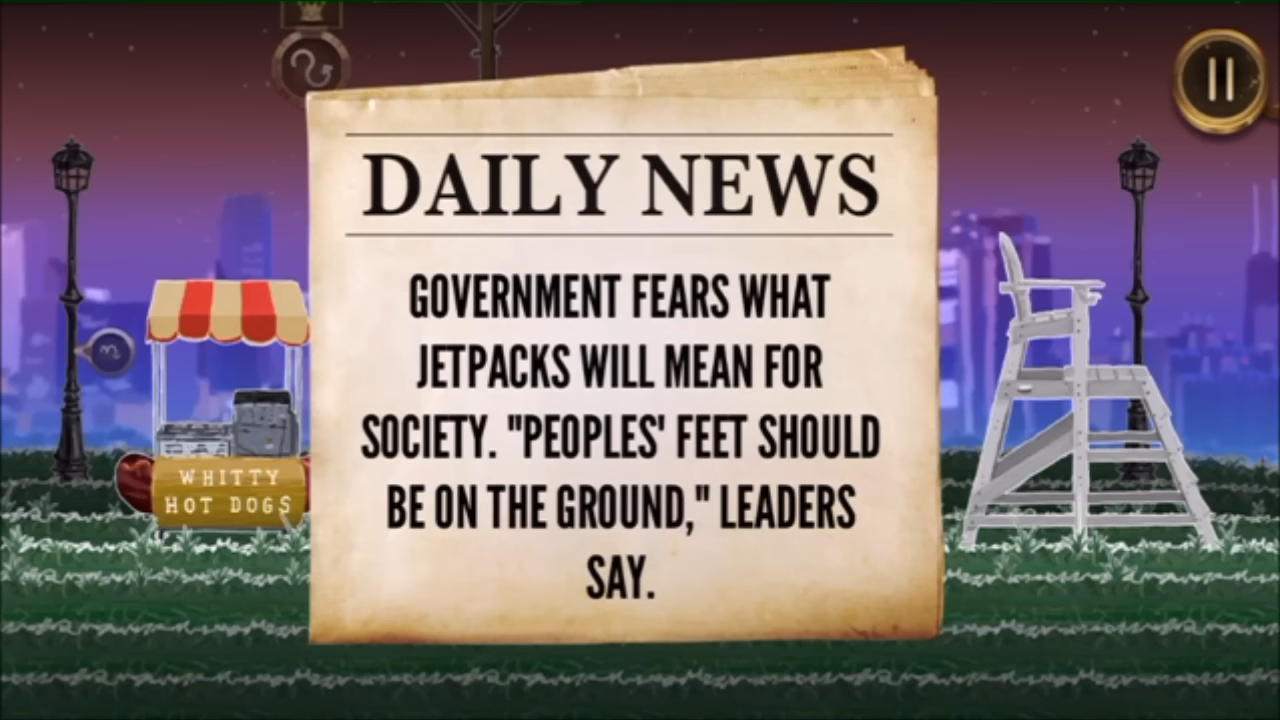 DAILY NEWS
GOVERNMENT FEARS WHAT
JETPACKS WILL MEAN FOR
SOCIETY. "PEOPLES' FEET SHOULD
BE ON THE GROUND," LEADERS
SAY.
WHITTY
HOT DOGS